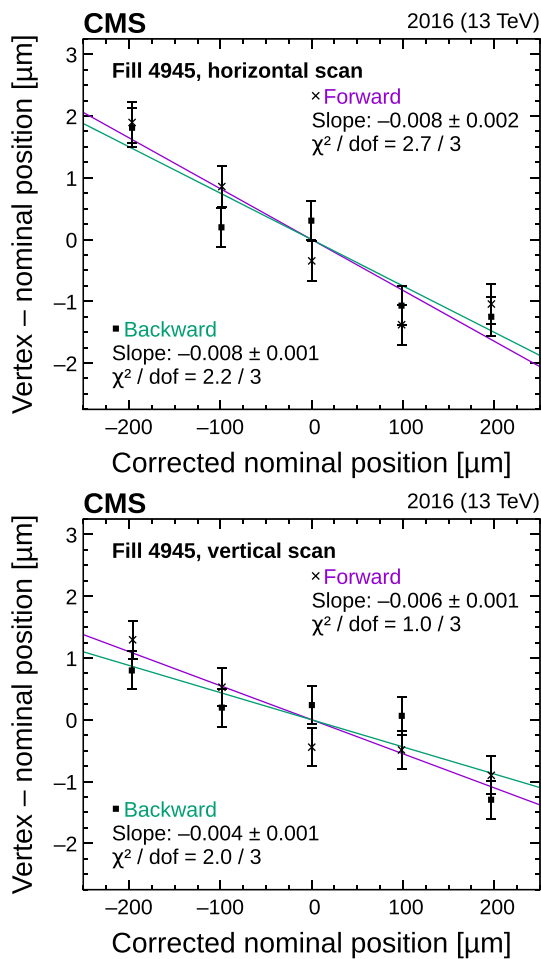 CMS 2016 (13 TeV)
Fill 4945, horizontal scan
×Forward
Slope: –0.008 ± 0.002
χ² / dof = 2.7 / 3
Vertex – nominal position [µm]
3
2
1
0
–1
–2
Backward
Slope: –0.008 ± 0.001
χ² / dof = 2.2 / 3
–200 –100 0 100 200
Corrected nominal position [µm]
CMS 2016 (13 TeV)
Fill 4945, vertical scan
×Forward
Slope: –0.006 ± 0.001
χ² / dof = 1.0 / 3
Vertex – nominal position [µm]
3
2
1
0
–1
–2
Backward
Slope: –0.004 ± 0.001
χ² / dof = 2.0 / 3
–200 –100 0 100 200
Corrected nominal position [µm]